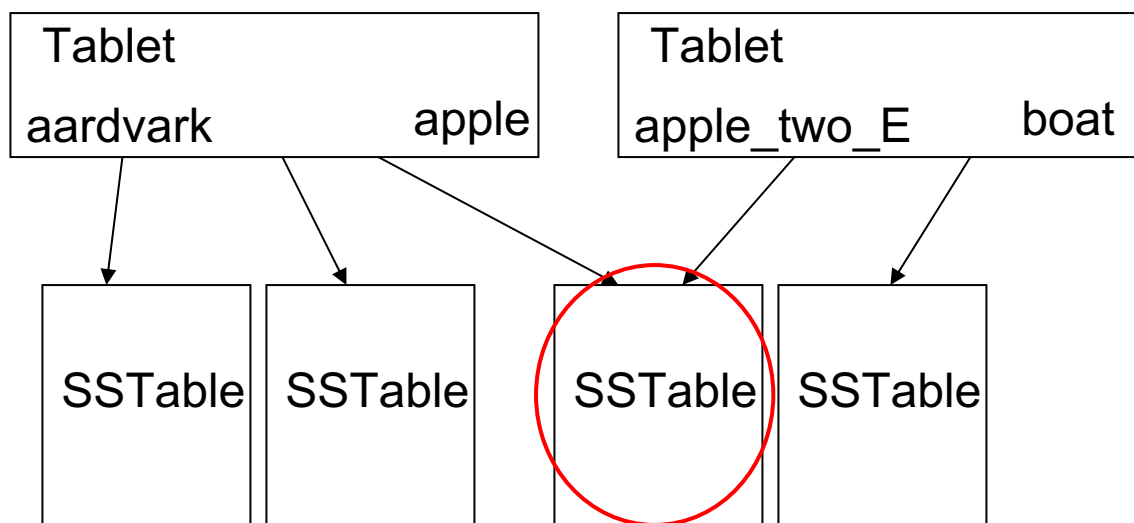 Tablet
aardvark apple
Tablet
apple_two_E boat
SSTable
SSTable
SSTable
SSTable